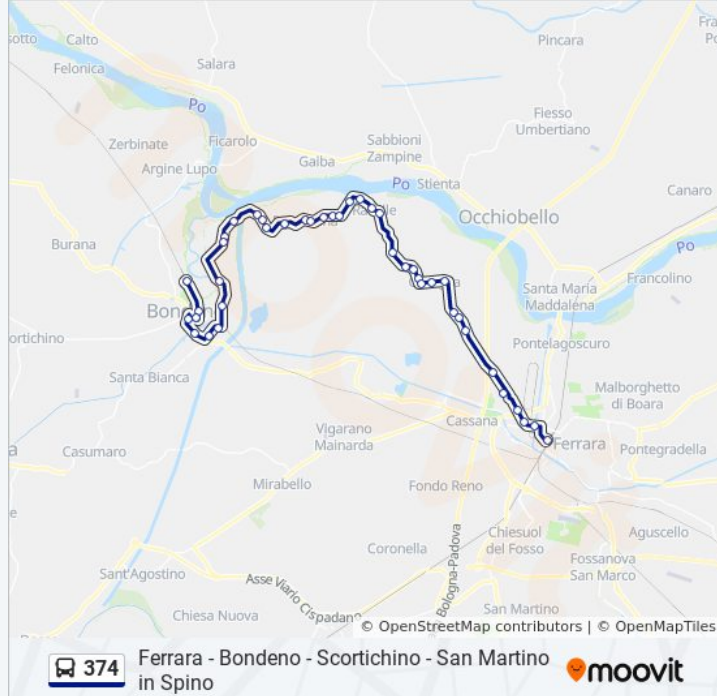 Fra
Po
sotto
Calto
Pincara
Felonica
Salara
Po
Fiesso
Umbertiano
Zerbinate
Ficarolo
Sabbioni
Zampine
Argine Lupo
Galba
Po
Stienta
Canaro
Occhiobello
Burana
Po
Santa Maria
Maddalena
Francolino
Bon
ortichino
Pontelagoscuro
Santa Bianca
Malborghetto
di Boara
Cassana
Vigarano
Mainarda
Ferrara
Pontegradella
a
Casumaro
Mirabello
Fondo Reno
e
Chiesuol
del Fosso
Aguscello
Coronella
Fossanova
San Marco
Sant'Agostino
Asse Viario Cispadano
Bologna-Padova
Chiesa Nuova
San Martino
© OpenStreetMap contributors | © OpenMapTiles
374
Ferrara - Bondeno - Scortichino - San Martino
in Spino
moovit